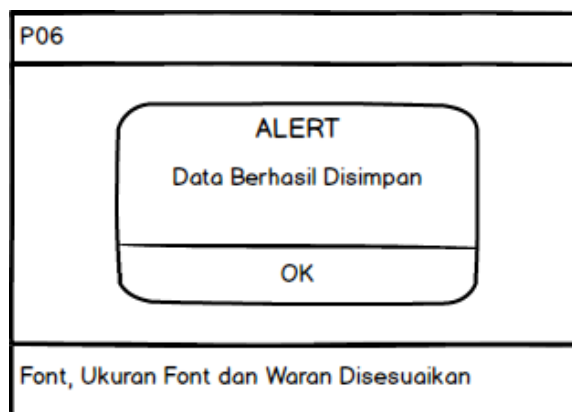 P06
ALERT
Data Berhasil Disimpan
OK
Font, Ukuran Font dan Waran Disesuaikan